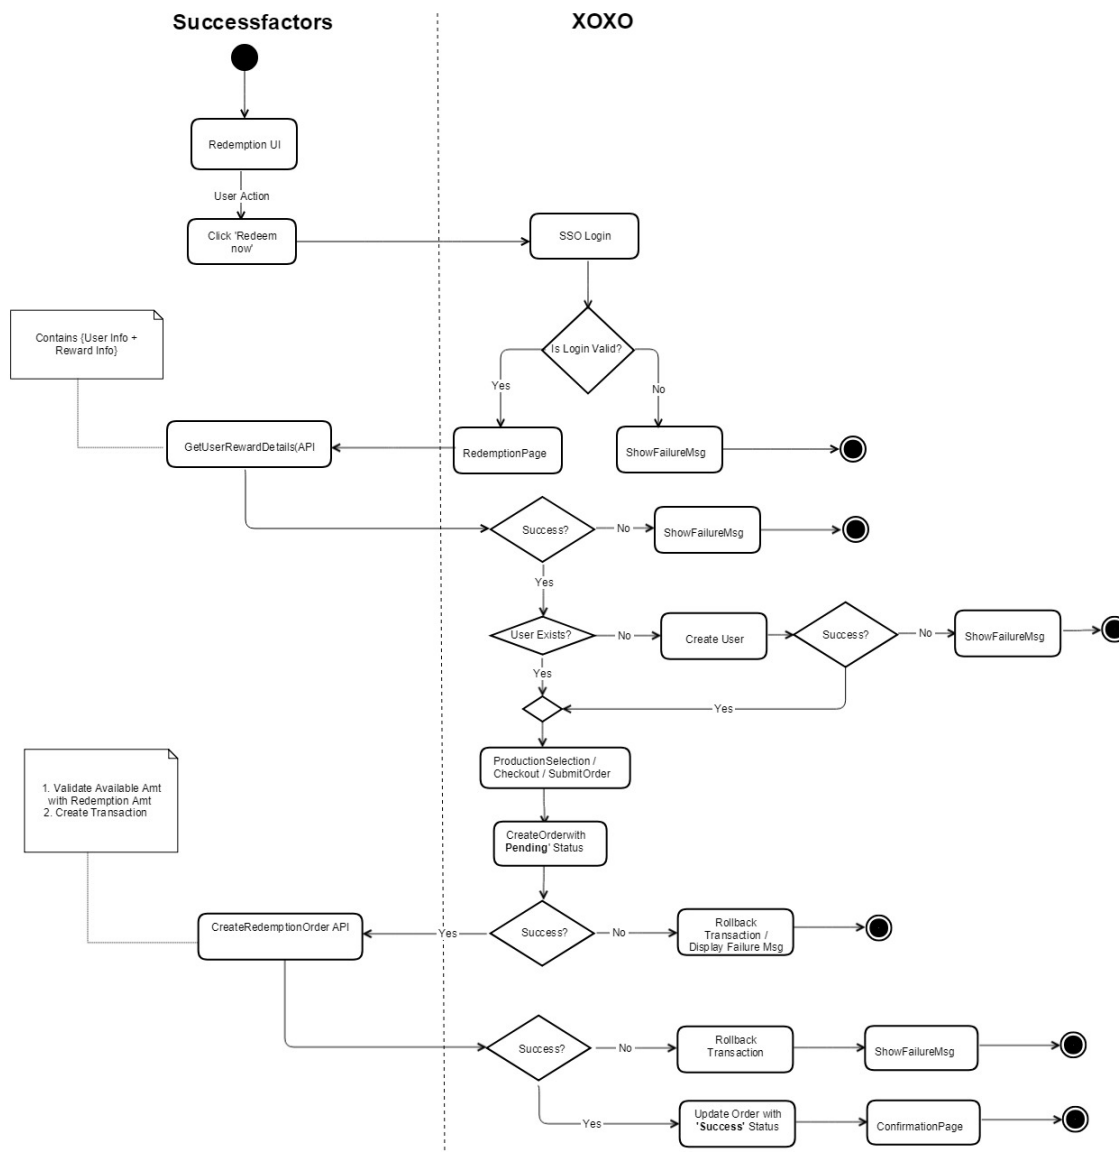 Successfactors
XOXO
Redemption UI
User Action
Click 'Redeem
now'
SSO Login
Contains {User Info +
Reward Info}
Is Login Valid?
Yes
No
GetUserRewardDetails(API
RedemptionPage
ShowFailureMsg
Success?
No
ShowFailureMsg
Yes
User Exists?
No
Create User
Success?
No
ShowFailureMsg
Yes
Yes
ProductionSelection /
Checkout / SubmitOrder
1. Validate Available Amt
with Redemption Amt
2. Create Transaction
CreateOrderwith
Pending' Status
CreateRedemptionOrder API
Yes
Success?
No
Rollback
Transaction /
Display Failure Msg
Success?
No
Rollback
Transaction
ShowFailureMsg
Yes
Update Order with
'Success' Status
ConfirmationPage